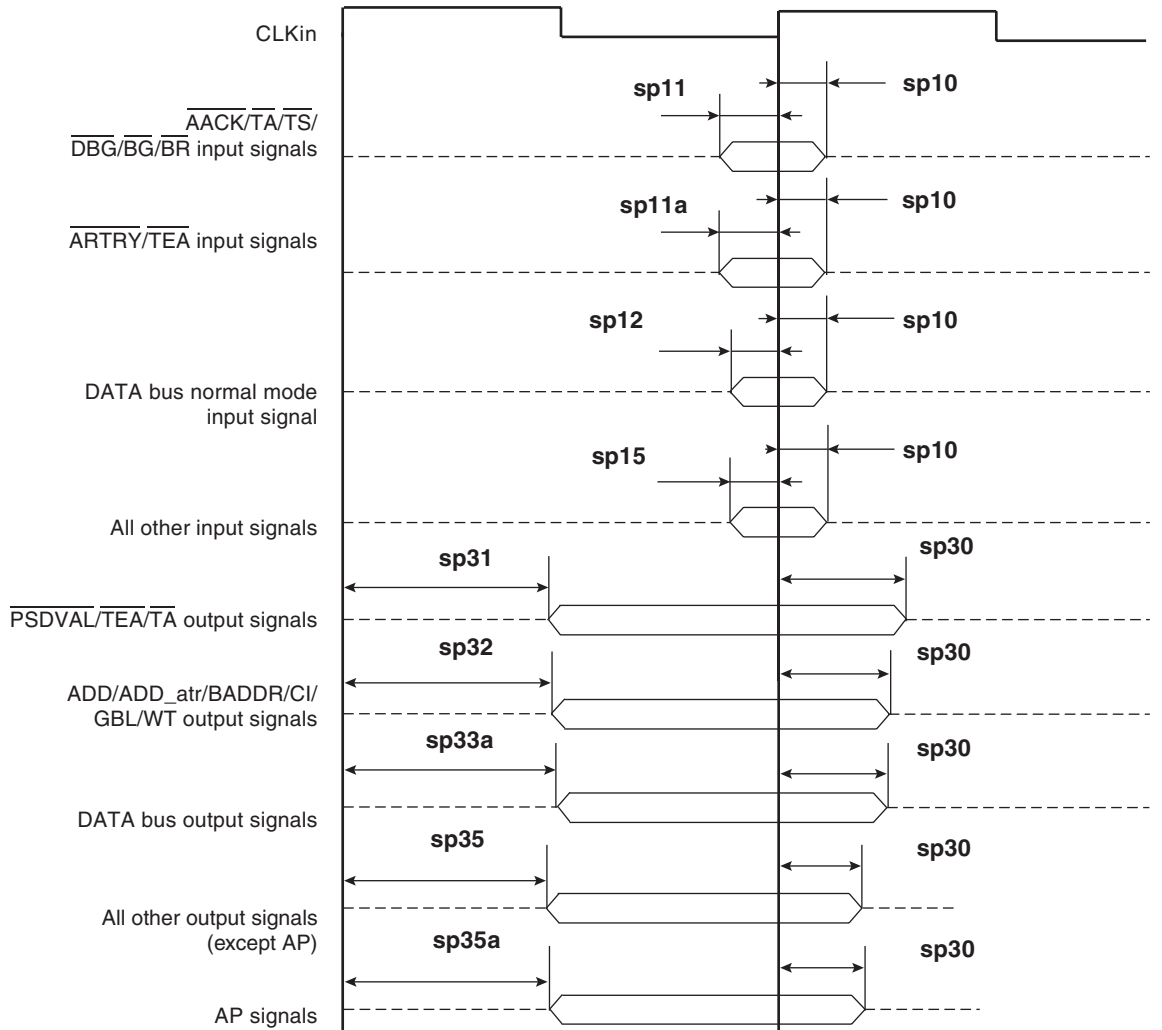 CLKin
sp11
sp10
AACK/TA/TS/
DBG/BG/BR input signals
sp11a
sp10
ARTRY/TEA input signals
sp12
sp10
DATA bus normal mode
input signal
sp15
sp10
All other input signals
sp31
sp30
PSDVAL/TEA/TA output signals
sp32
sp30
ADD/ADD_atr/BADDR/CI/
GBL/WT output signals
sp33a
sp30
DATA bus output signals
sp35
sp30
All other output signals
(except AP)
sp35a
sp30
AP signals